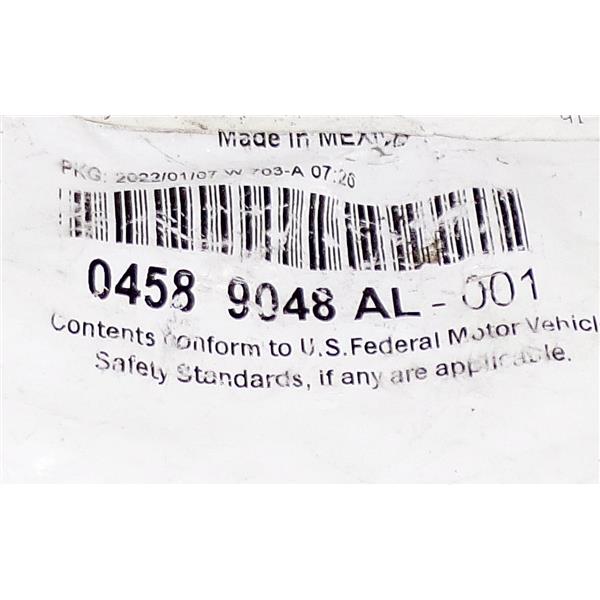 Made In MEXICO
PKG: 2022/01/07 W 703-A 07:26
0458 9048 AL - 001
Contents conform to U.S. Federal Motor Vehicl
Safety Standards, if any are applicable.